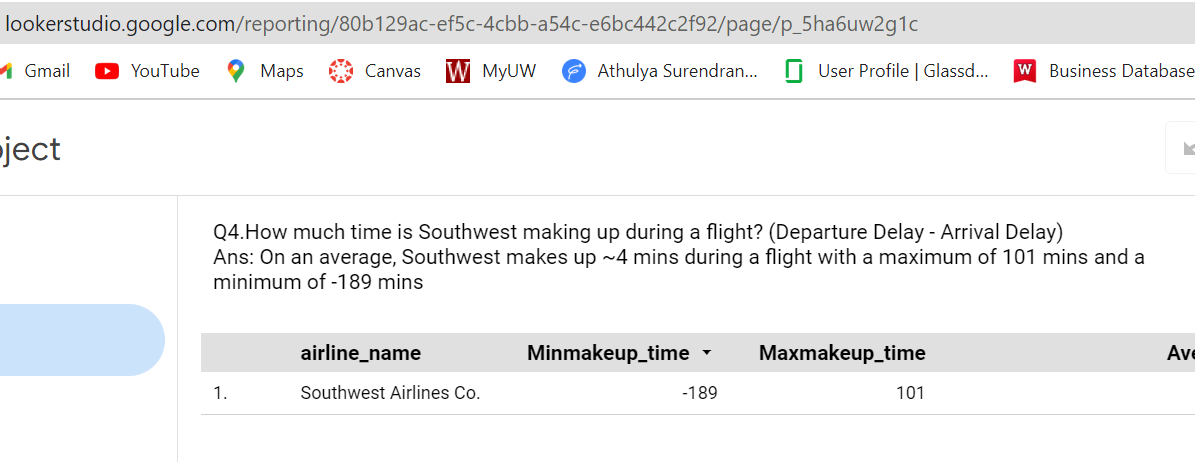 lookerstudio.google.com/reporting/80b129ac-ef5c-4cbb-a54c-e6bc442c2f92/page/p_5ha6uw2g1c
Gmail YouTube Maps Canvas MyUW Athulya Surendran... User Profile | Glassd... Business Database
ject
Q4.How much time is Southwest making up during a flight? (Departure Delay - Arrival Delay)
Ans: On an average, Southwest makes up ~4 mins during a flight with a maximum of 101 mins and a
minimum of -189 mins
airline_name Minmakeup_time Maxmakeup_time Ave
1. Southwest Airlines Co. -189 101